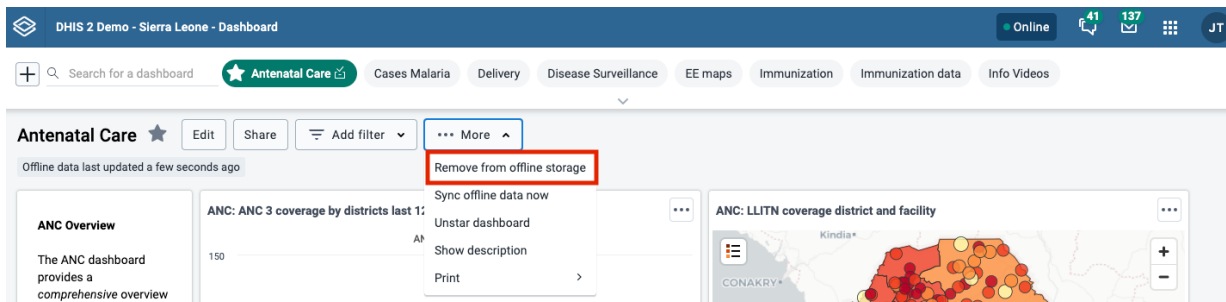 DHIS 2 Demo - Sierra Leone - Dashboard
Online
41
137
JT
Search for a dashboard
Antenatal Care
Cases Malaria
Delivery
Disease Surveillance
EE maps
Immunization
Immunization data
Info Videos
Antenatal Care
Edit
Share
Add filter
More
Offline data last updated a few seconds ago
Remove from offline storage
Sync offline data now
Unstar dashboard
Show description
Print
ANC Overview
The ANC dashboard
provides a
comprehensive overview
ANC: ANC 3 coverage by districts last 12
150
ANC: LLITN coverage district and facility
Kindia
CONAKRY